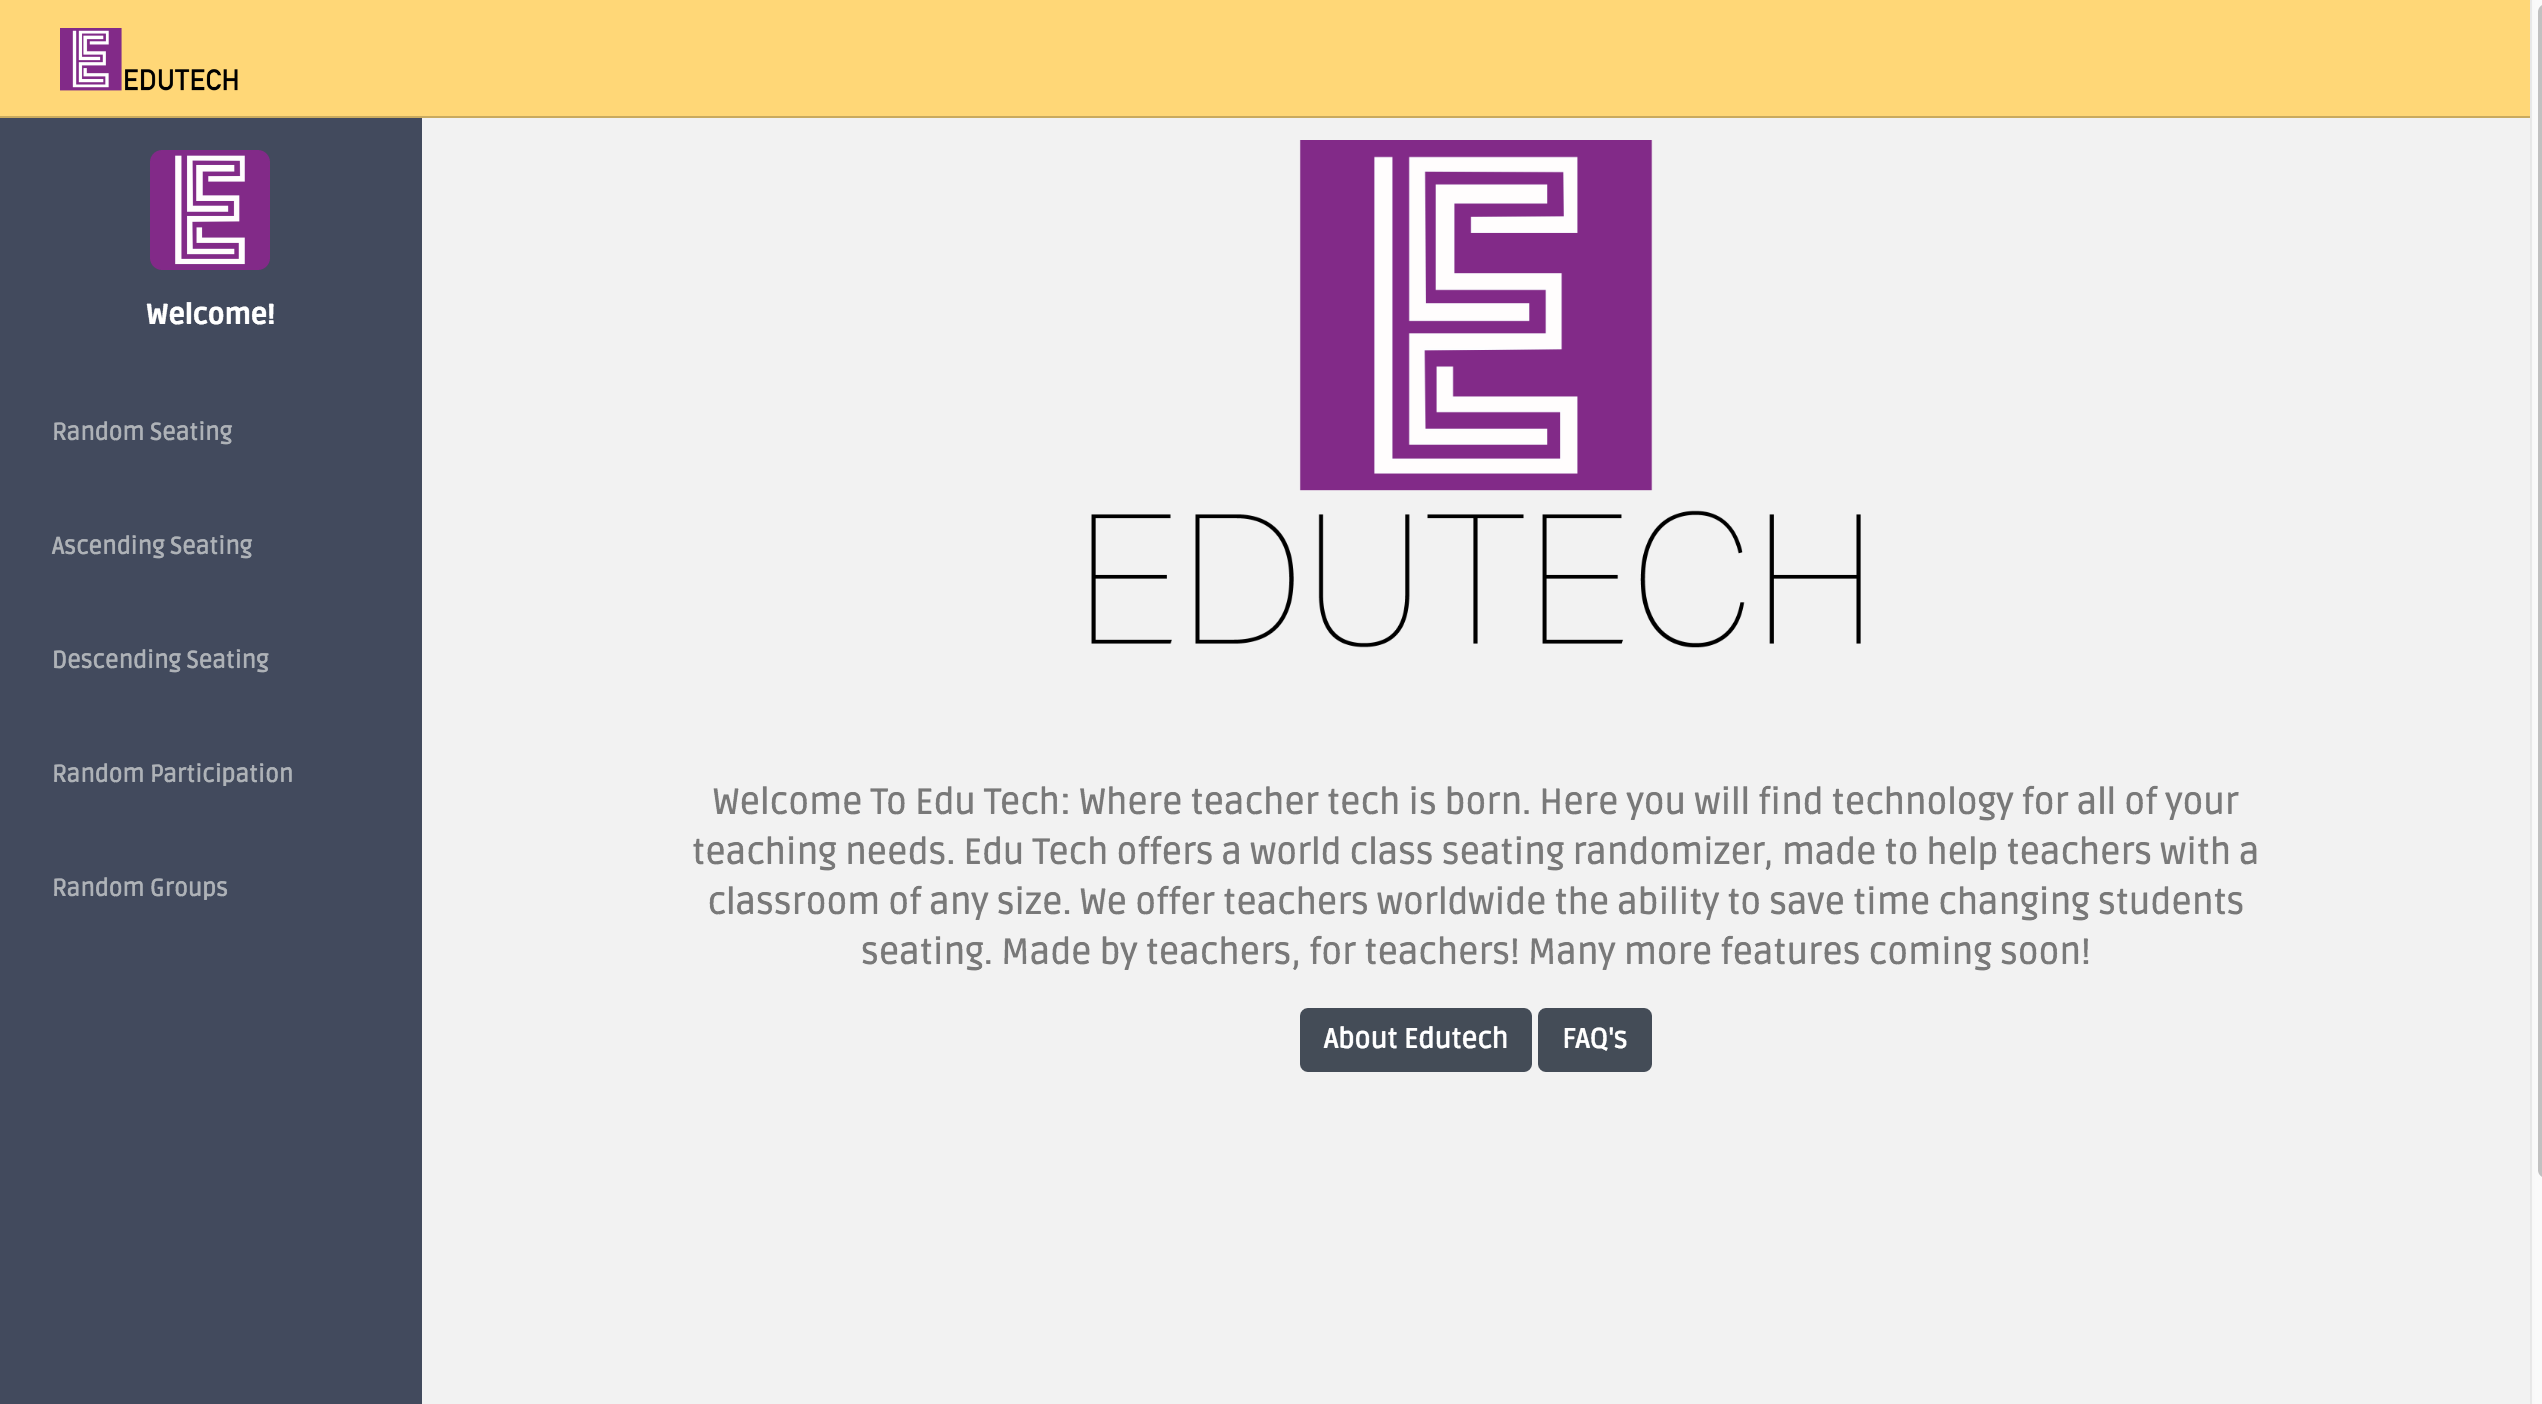 E EDUTECH
E
Welcome!
Random Seating
Ascending Seating
Descending Seating
Random Participation
Random Groups
E
EDUTECH
Welcome To Edu Tech: Where teacher tech is born. Here you will find technology for all of your
teaching needs. Edu Tech offers a world class seating randomizer, made to help teachers with a
classroom of any size. We offer teachers worldwide the ability to save time changing students
seating. Made by teachers, for teachers! Many more features coming soon!
About Edutech FAQ's